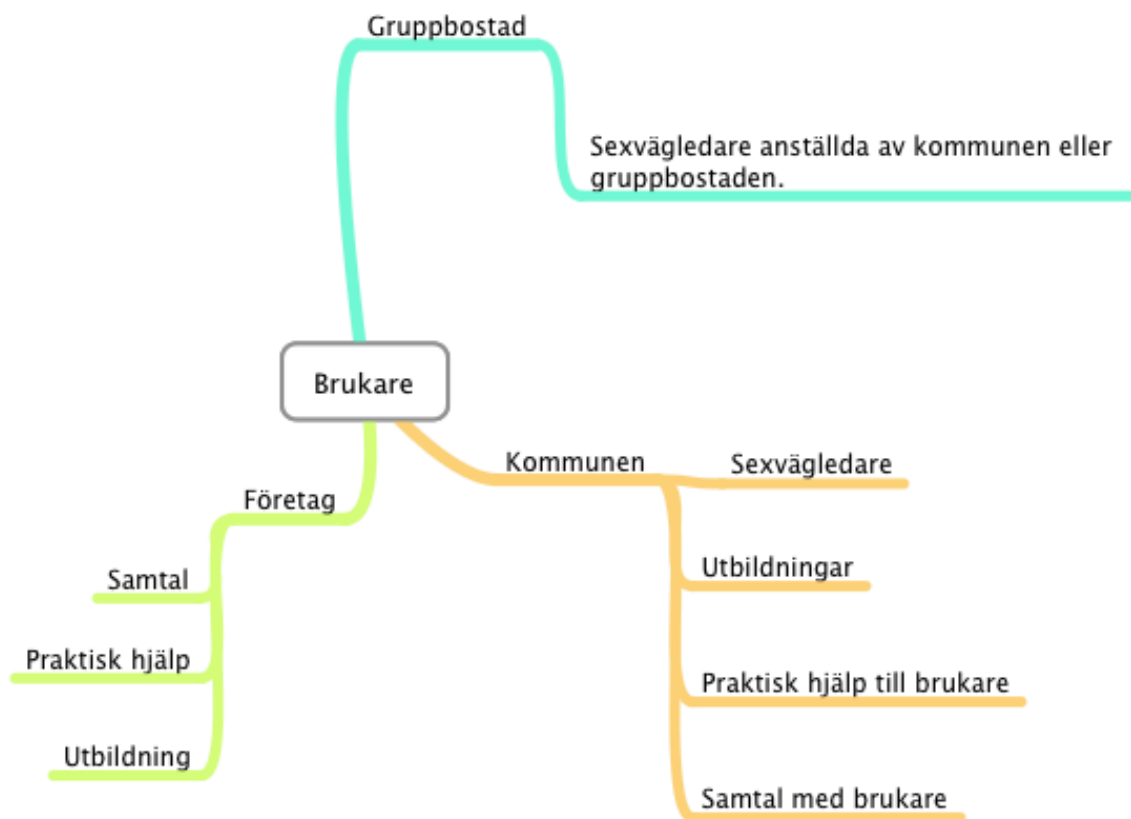 Gruppbostad
Sexvägledare anställda av kommunen eller
gruppbostaden.
Brukare
Kommunen
Sexvägledare
Företag
Utbildningar
Samtal
Praktisk hjälp
Praktisk hjälp till brukare
Utbildning
Samtal med brukare